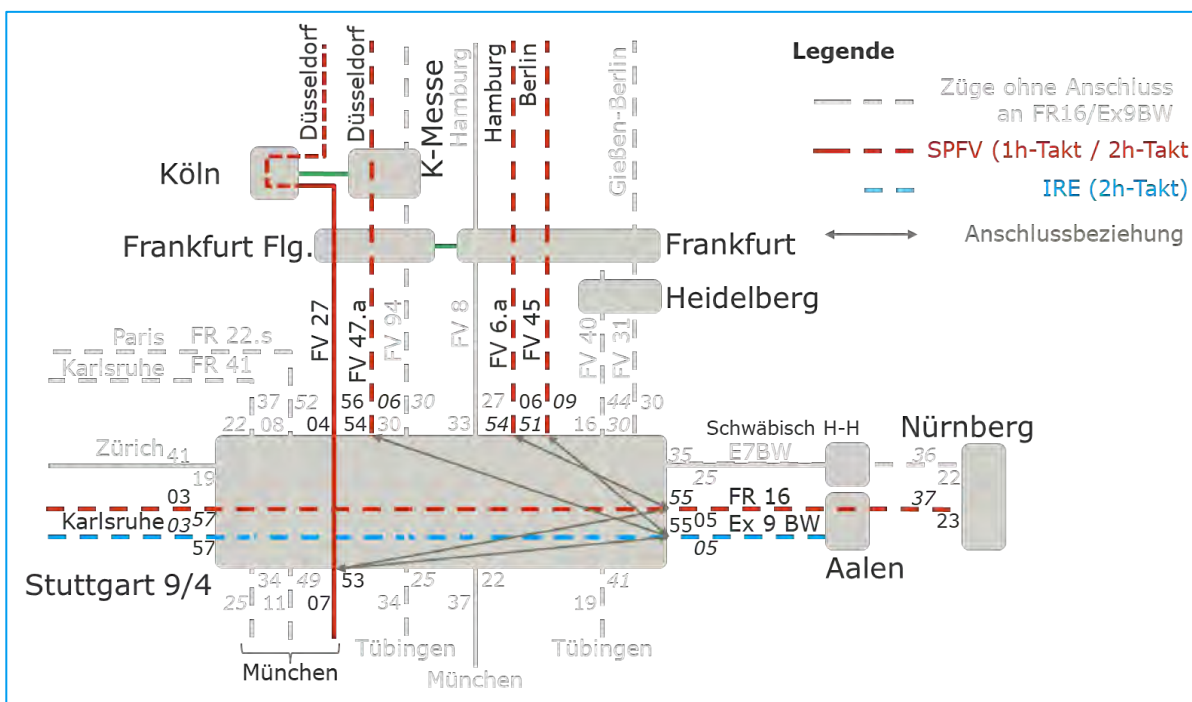 Düsseldorf
Düsseldorf
K-Messe
Hamburg
Hamburg
Berlin
Gießen-Berlin
Legende
Züge ohne Anschluss
an FR16/Ex9BW
SPFV (1h-Takt / 2h-Takt
IRE (2h-Takt)
Anschlussbeziehung
Köln
Frankfurt Flg.
Frankfurt
Heidelberg
FV 27
FV 47.a
FV 94
FV 8
FV 6.a
FV 45
FV 40
FV 31
Paris FR 22.s
Karlsruhe FR 41
37 52 56 06 30 27 06 09 44 30
22 08 04 54 30 33 54 51 16 30
Zürich 41
19
Schwäbisch H-H
Nürnberg
35 E7BW 36
25 22
03 55 FR 16 37
Karlsruhe 03 57 55 05 Ex 9 BW 23
57 05
Aalen
Stuttgart 9/4
34 49 53 25 22 41
25 11 07 34 37 19
München
Tübingen
München
Tübingen